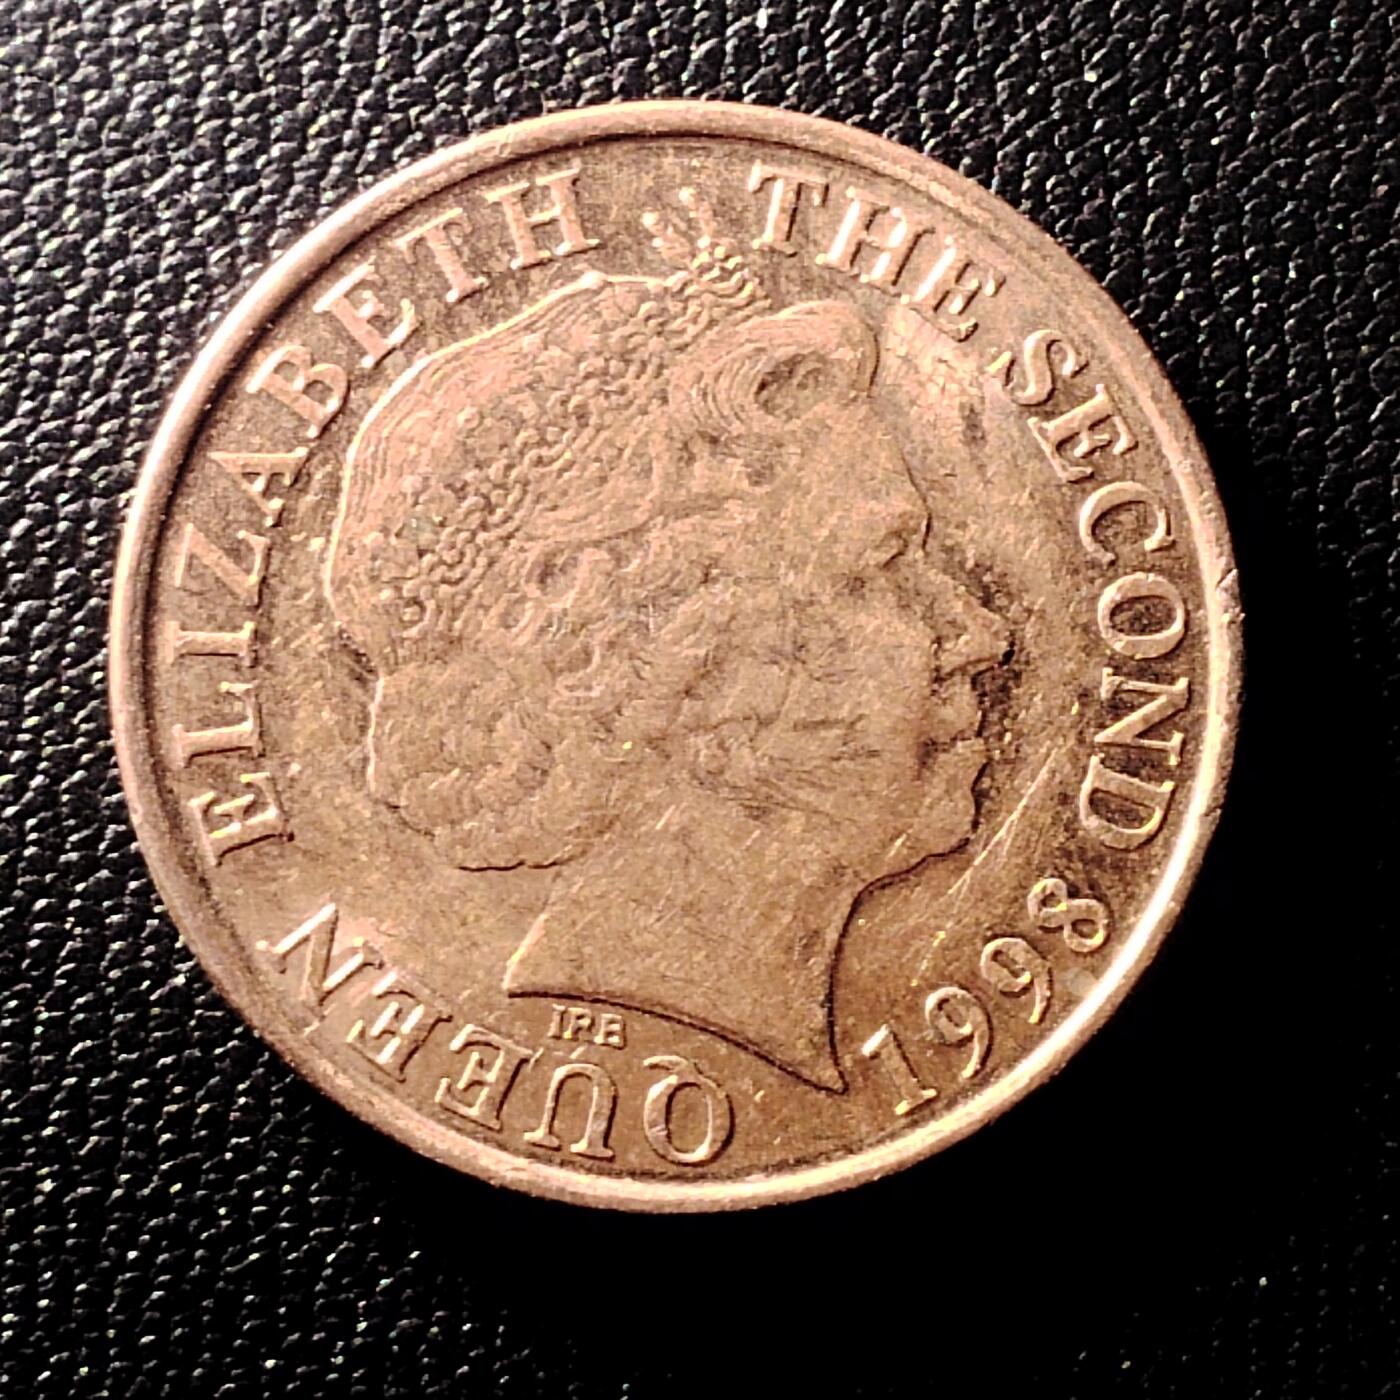 QUEEN ELIZABETH THE SECOND 1998
IRB